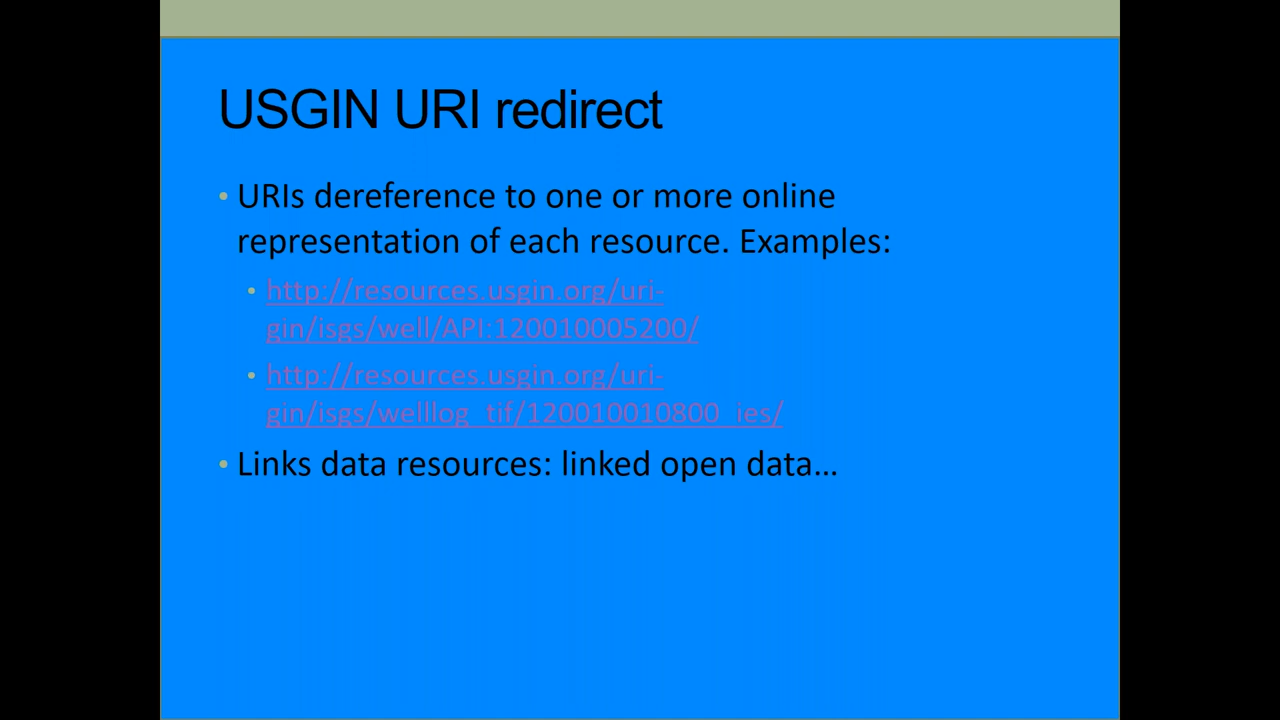 USGIN URI redirect
• URIs dereference to one or more online
representation of each resource. Examples:
• http://resources.usgin.org/uri-
gin/isgs/well/API:120010005200/
• http://resources.usgin.org/uri-
gin/isgs/welllog_tif/120010010800_ies/
• Links data resources: linked open data…